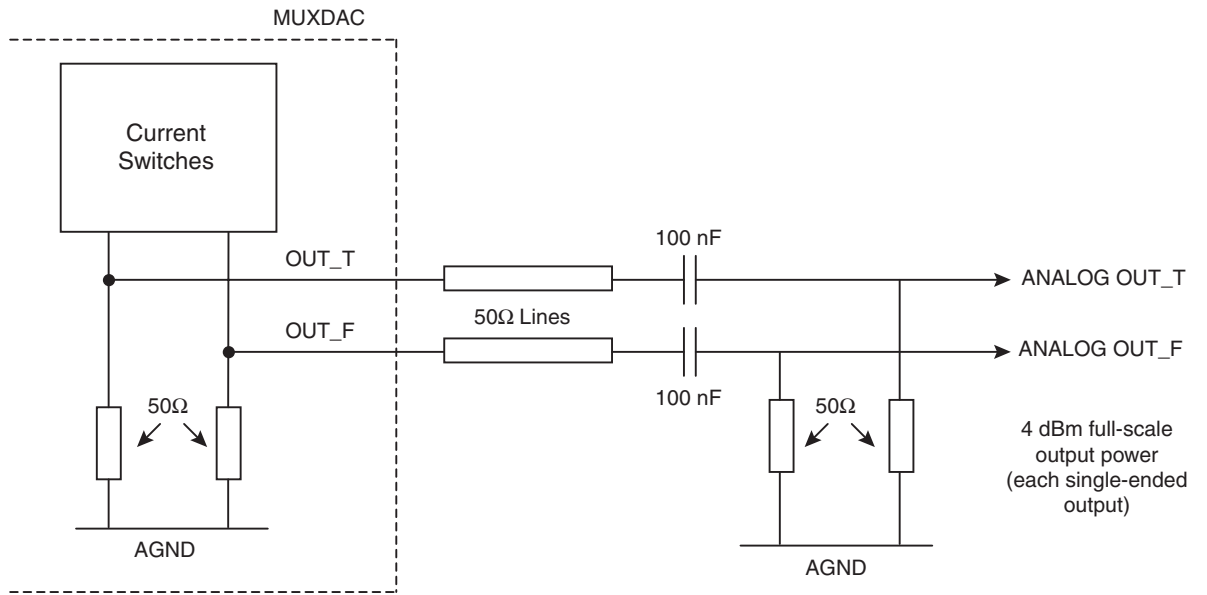 MUXDAC
Current
Switches
100 nF
OUT_T
ANALOG OUT_T
50Ω Lines
OUT_F
ANALOG OUT_F
100 nF
50Ω
50Ω
4 dBm full-scale
output power
(each single-ended
output)
AGND
AGND